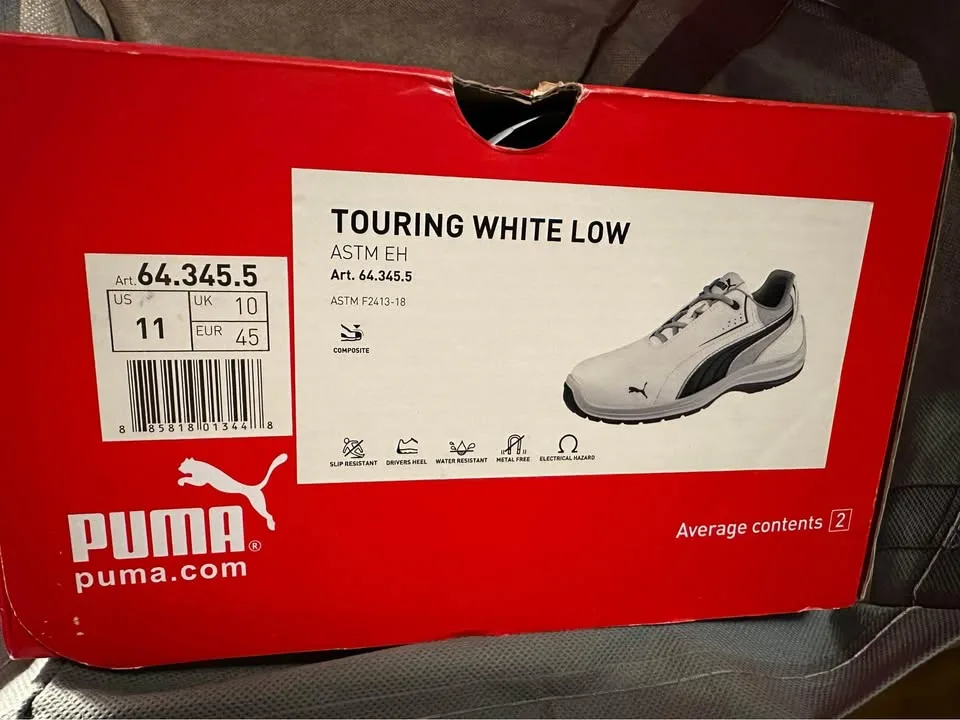 TOURING WHITE LOW
ASTM EH
Art. 64.345.5
ASTM F2413-18
COMPOSITE
SLIP RESISTANT DRIVERS HEEL WATER RESISTANT METAL FREE ELECTRICAL HAZARD
Art. 64.345.5
US 11 UK 10
EUR 45
8 85818 01344 8
PUMA®
puma.com
Average contents 2